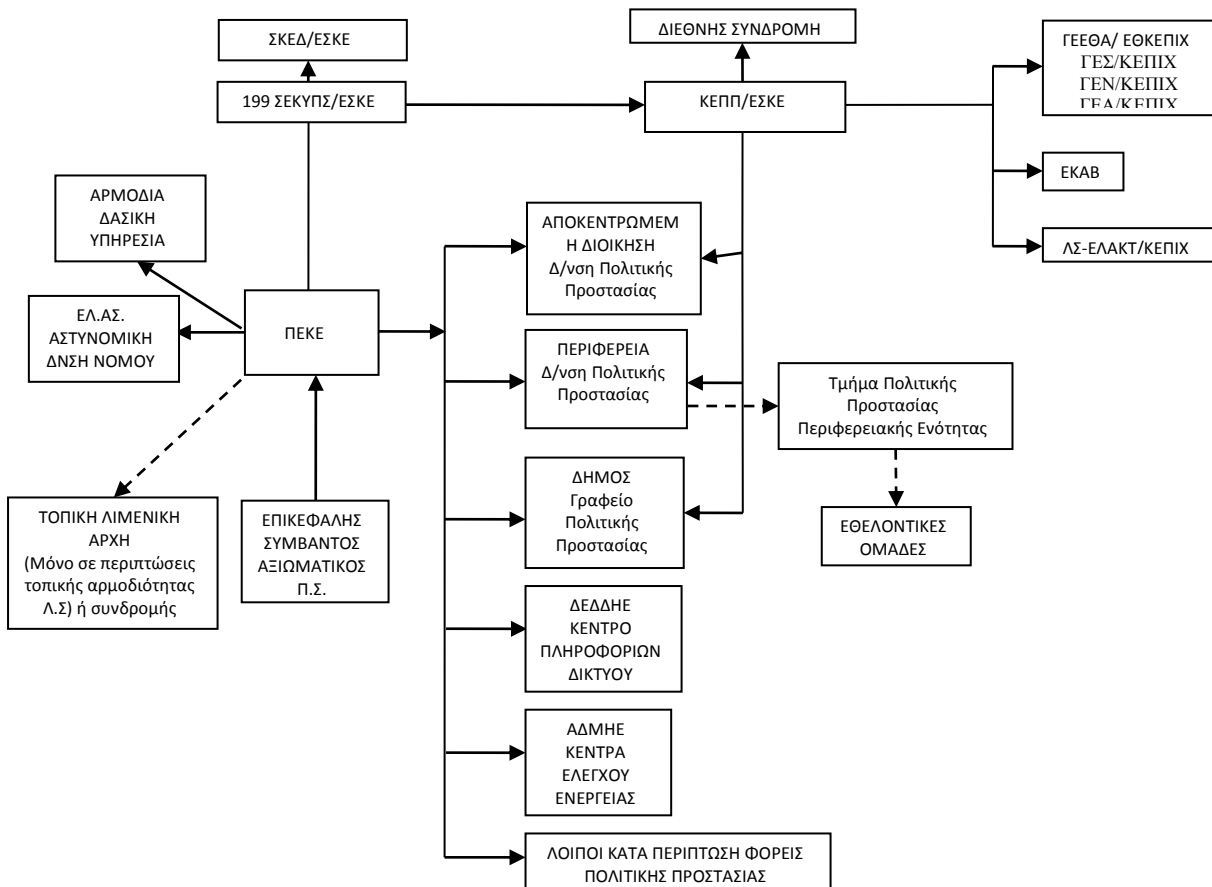 ΣΚΕΔ/ΕΣΚΕ
ΔΙΕΘΝΗΣ ΣΥΝΔΡΟΜΗ
ΓΕΕΘΑ/ ΕΘΚΕΠΙΧ
ΓΕΣ/ΚΕΠΙΧ
ΓΕΝ/ΚΕΠΙΧ
ΓΕΑ/ΚΕΠΙΧ
199 ΣΕΚΥΠΣ/ΕΣΚΕ
ΚΕΠΠ/ΕΣΚΕ
ΕΚΑΒ
ΛΣ-ΕΛΑΚΤ/ΚΕΠΙΧ
ΑΡΜΟΔΙΑ
ΔΑΣΙΚΗ
ΥΠΗΡΕΣΙΑ
ΑΠΟΚΕΝΤΡΩΜΕΜ
Η ΔΙΟΙΚΗΣΗ
Δ/νση Πολιτικής
Προστασίας
ΕΛ.ΑΣ.
ΑΣΤΥΝΟΜΙΚΗ
ΔΝΣΗ ΝΟΜΟΥ
ΠΕΚΕ
ΠΕΡΙΦΕΡΕΙΑ
Δ/νση Πολιτικής
Προστασίας
Τμήμα Πολιτικής
Προστασίας
Περιφερειακής Ενότητας
ΤΟΠΙΚΗ ΛΙΜΕΝΙΚΗ
ΑΡΧΗ
(Μόνο σε περιπτώσεις
τοπικής αρμοδιότητας
Λ.Σ) ή συνδρομής
ΕΠΙΚΕΦΑΛΗΣ
ΣΥΜΒΑΝΤΟΣ
ΑΞΙΩΜΑΤΙΚΟΣ
Π.Σ.
ΔΗΜΟΣ
Γραφείο
Πολιτικής
Προστασίας
ΕΘΕΛΟΝΤΙΚΕΣ
ΟΜΑΔΕΣ
ΔΕΔΔΗΕ
ΚΕΝΤΡΟ
ΠΛΗΡΟΦΟΡΙΩΝ
ΔΙΚΤΥΟΥ
ΑΔΜΗΕ
ΚΕΝΤΡΑ
ΕΛΕΓΧΟΥ
ΕΝΕΡΓΕΙΑΣ
ΛΟΙΠΟΙ ΚΑΤΑ ΠΕΡΙΠΤΩΣΗ ΦΟΡΕΙΣ
ΠΟΛΙΤΙΚΗΣ ΠΡΟΣΤΑΣΙΑΣ